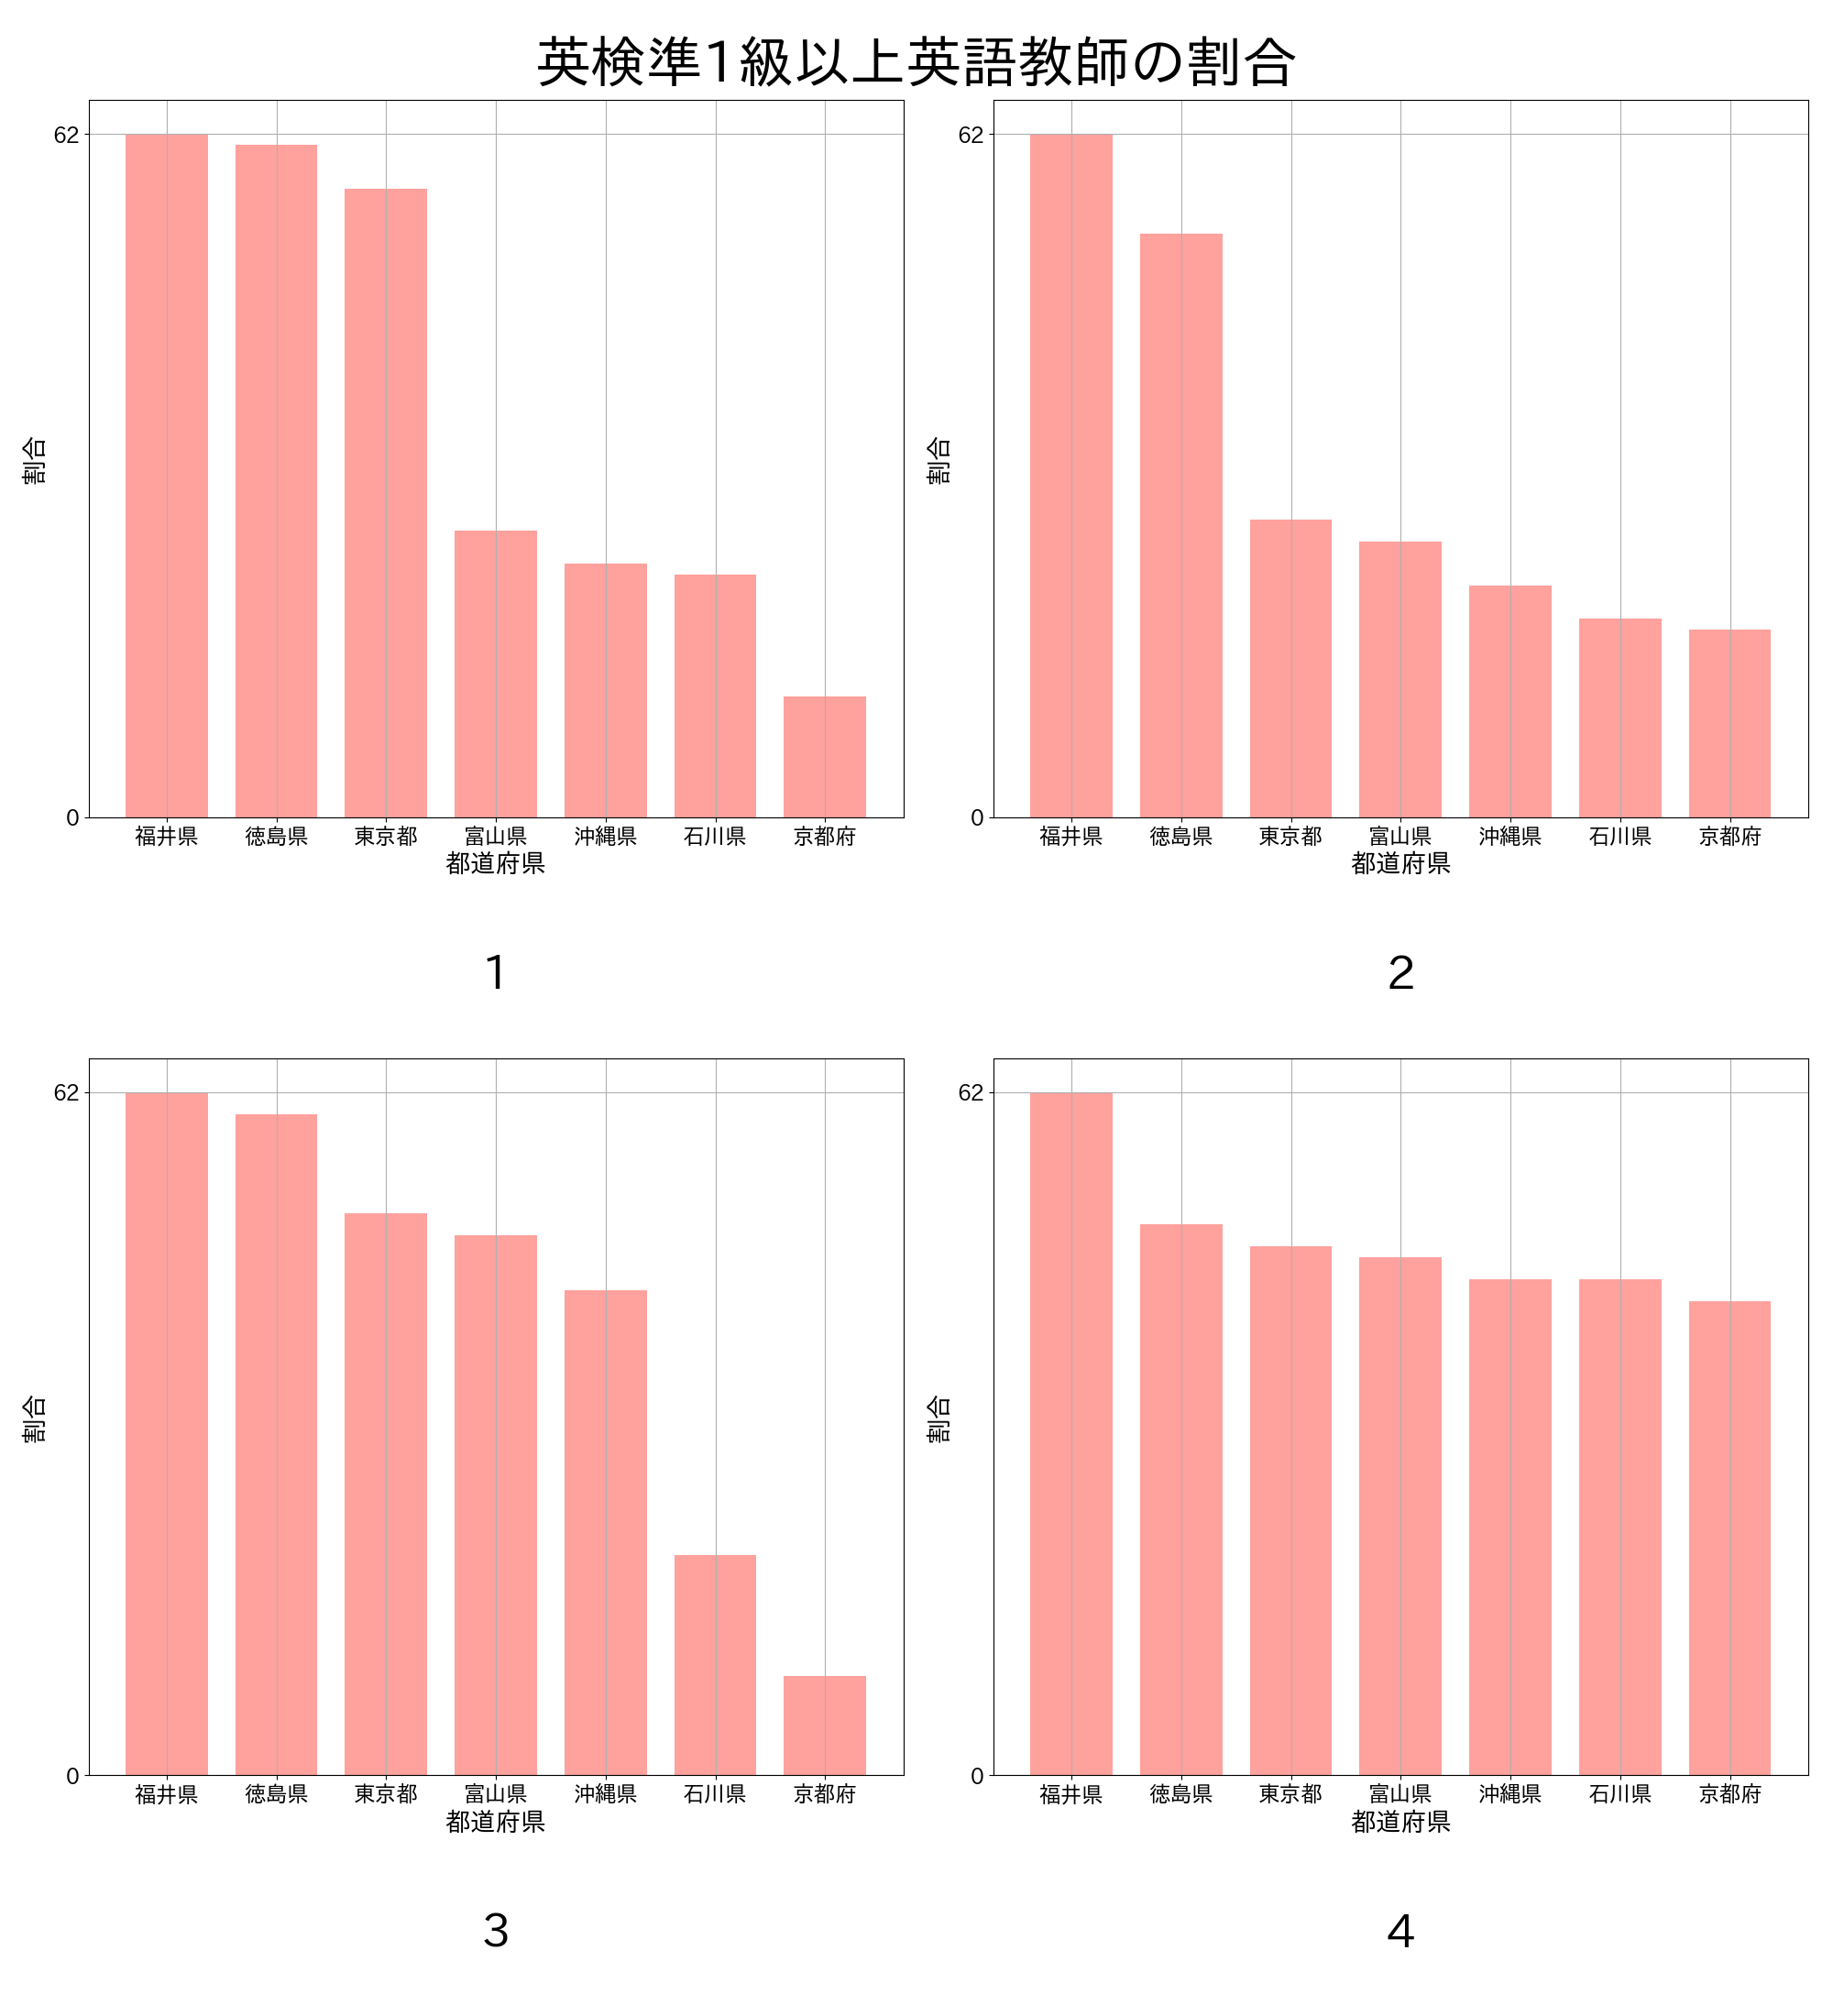 英検準1級以上英語教師の割合
62
0
割合
福井県 徳島県 東京都 富山県 沖縄県 石川県 京都府
都道府県
1
62
0
割合
福井県 徳島県 東京都 富山県 沖縄県 石川県 京都府
都道府県
2
62
0
割合
福井県 徳島県 東京都 富山県 沖縄県 石川県 京都府
都道府県
3
62
0
割合
福井県 徳島県 東京都 富山県 沖縄県 石川県 京都府
都道府県
4